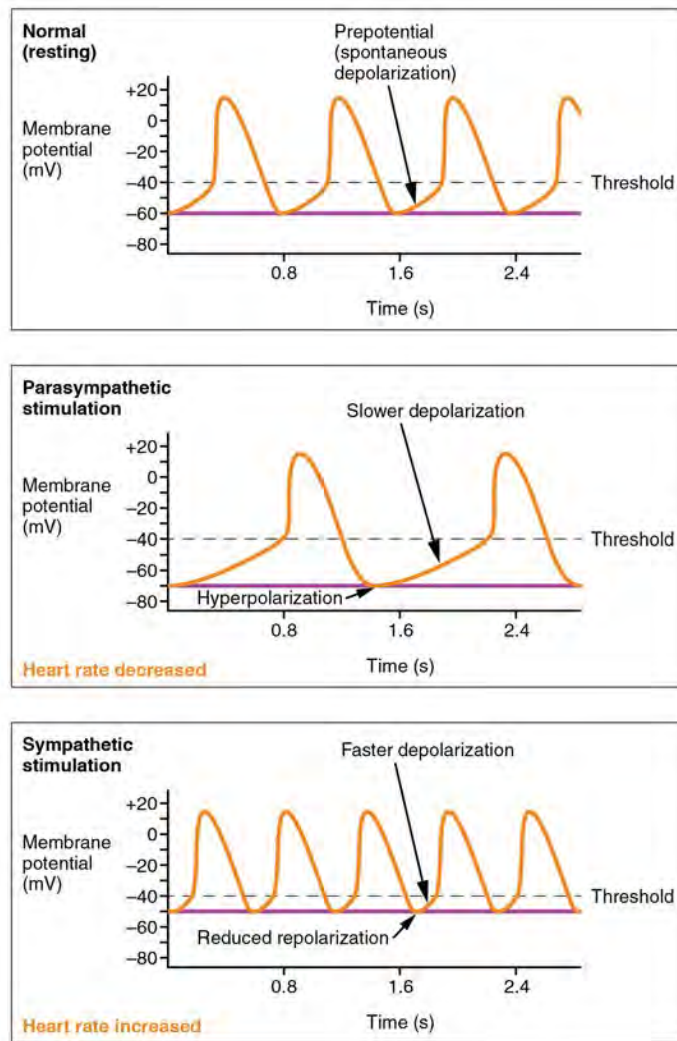 Normal
(resting)
Prepotential
(spontaneous
depolarization)
Membrane
potential
(mV)
+20
0
–20
–40
–60
–80
Threshold
0.8
1.6
2.4
Time (s)
Parasympathetic
stimulation
Slower depolarization
Membrane
potential
(mV)
+20
0
–20
–40
–60
–80
Threshold
Hyperpolarization
0.8
1.6
2.4
Heart rate decreased
Time (s)
Sympathetic
stimulation
Faster depolarization
Membrane
potential
(mV)
+20
0
–20
–40
–60
–80
Threshold
Reduced repolarization
0.8
1.6
2.4
Heart rate increased
Time (s)